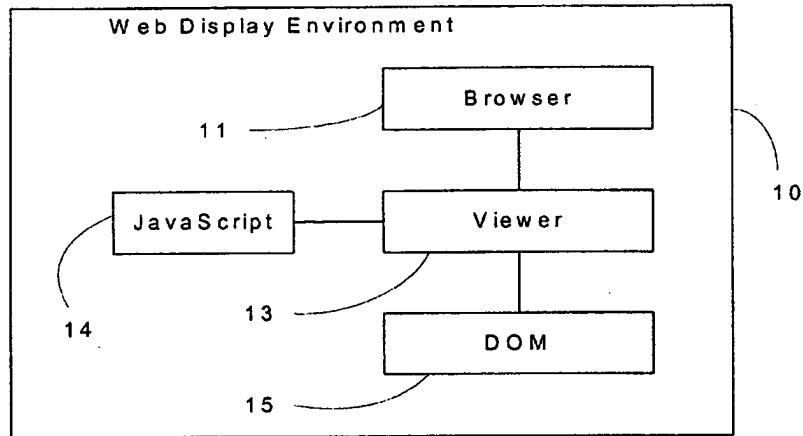 Web Display Environment
Browser
11
10
JavaScript
Viewer
14
13
DOM
15